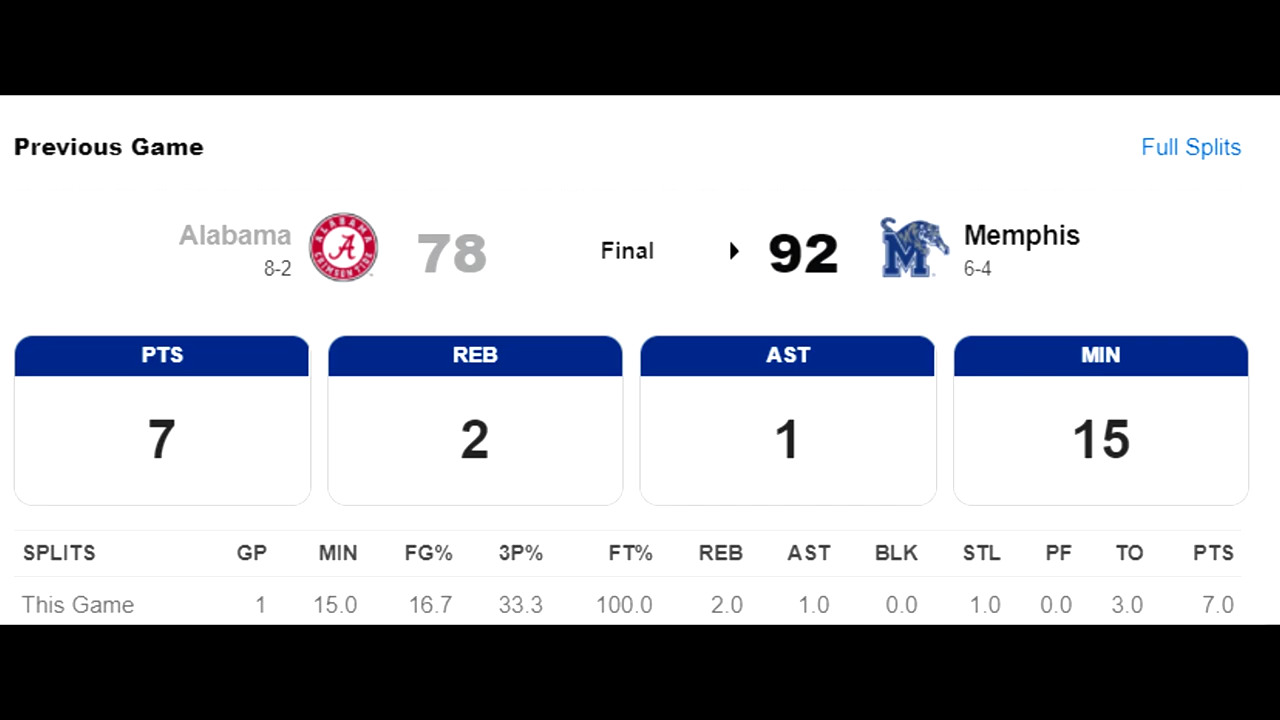 Previous Game
Full Splits
Alabama
8-2
ALABAMA
A
CRIMSON TIDE
78
Final
92
M
Memphis
6-4
PTS
REB
AST
MIN
7
2
1
15
SPLITS GP MIN FG% 3P% FT% REB AST BLK STL PF TO PTS
This Game 1 15.0 16.7 33.3 100.0 2.0 1.0 0.0 1.0 0.0 3.0 7.0